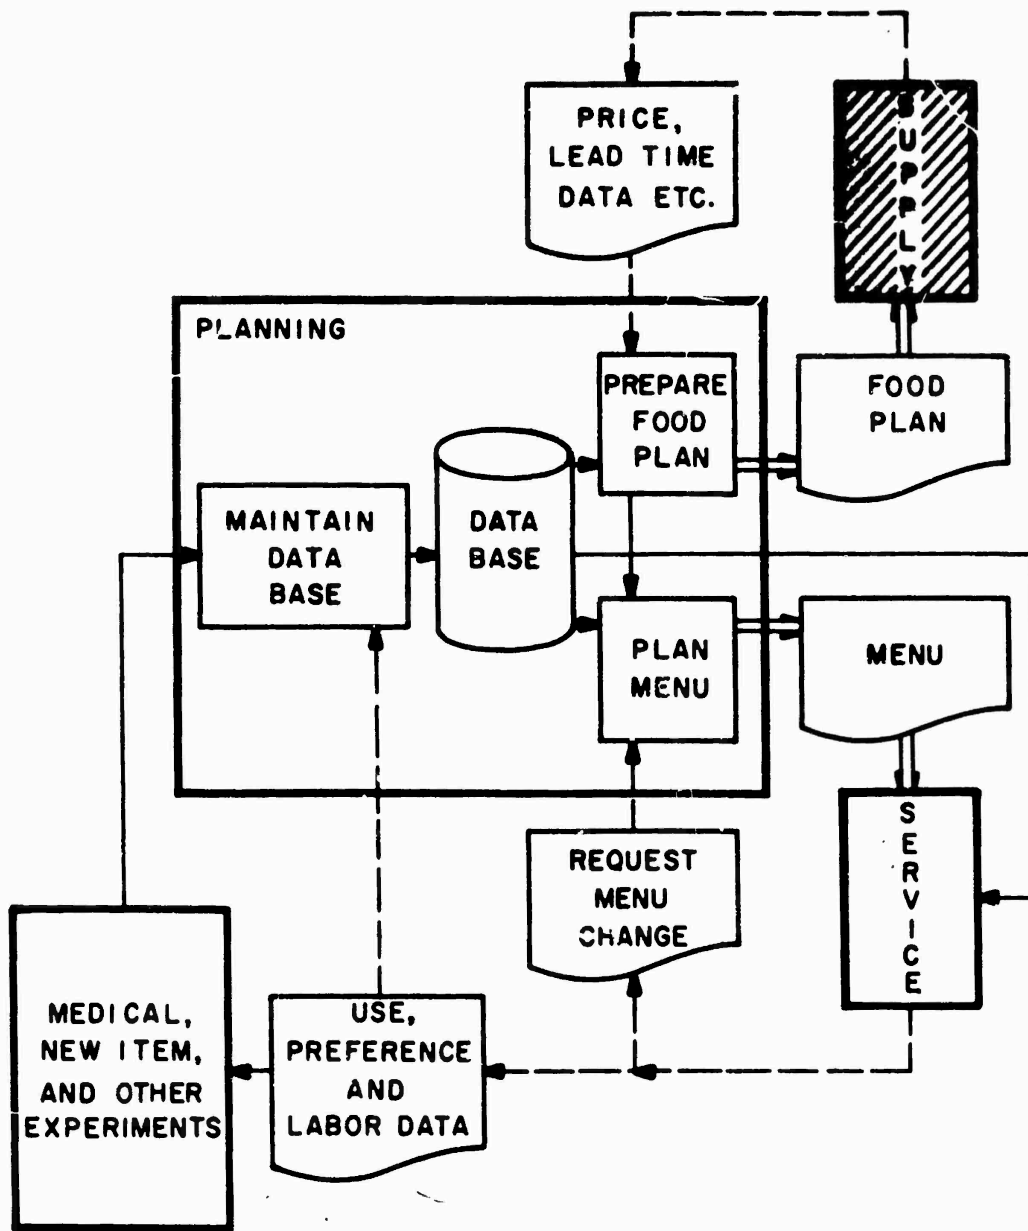 PRICE,
LEAD TIME
DATA ETC.
SUPPLY
PLANNING
PREPARE
FOOD
PLAN
FOOD
PLAN
MAINTAIN
DATA
BASE
DATA
BASE
PLAN
MENU
MENU
SERVICE
REQUEST
MENU
CHANGE
MEDICAL,
NEW ITEM,
AND OTHER
EXPERIMENTS
USE,
PREFERENCE
AND
LABOR DATA